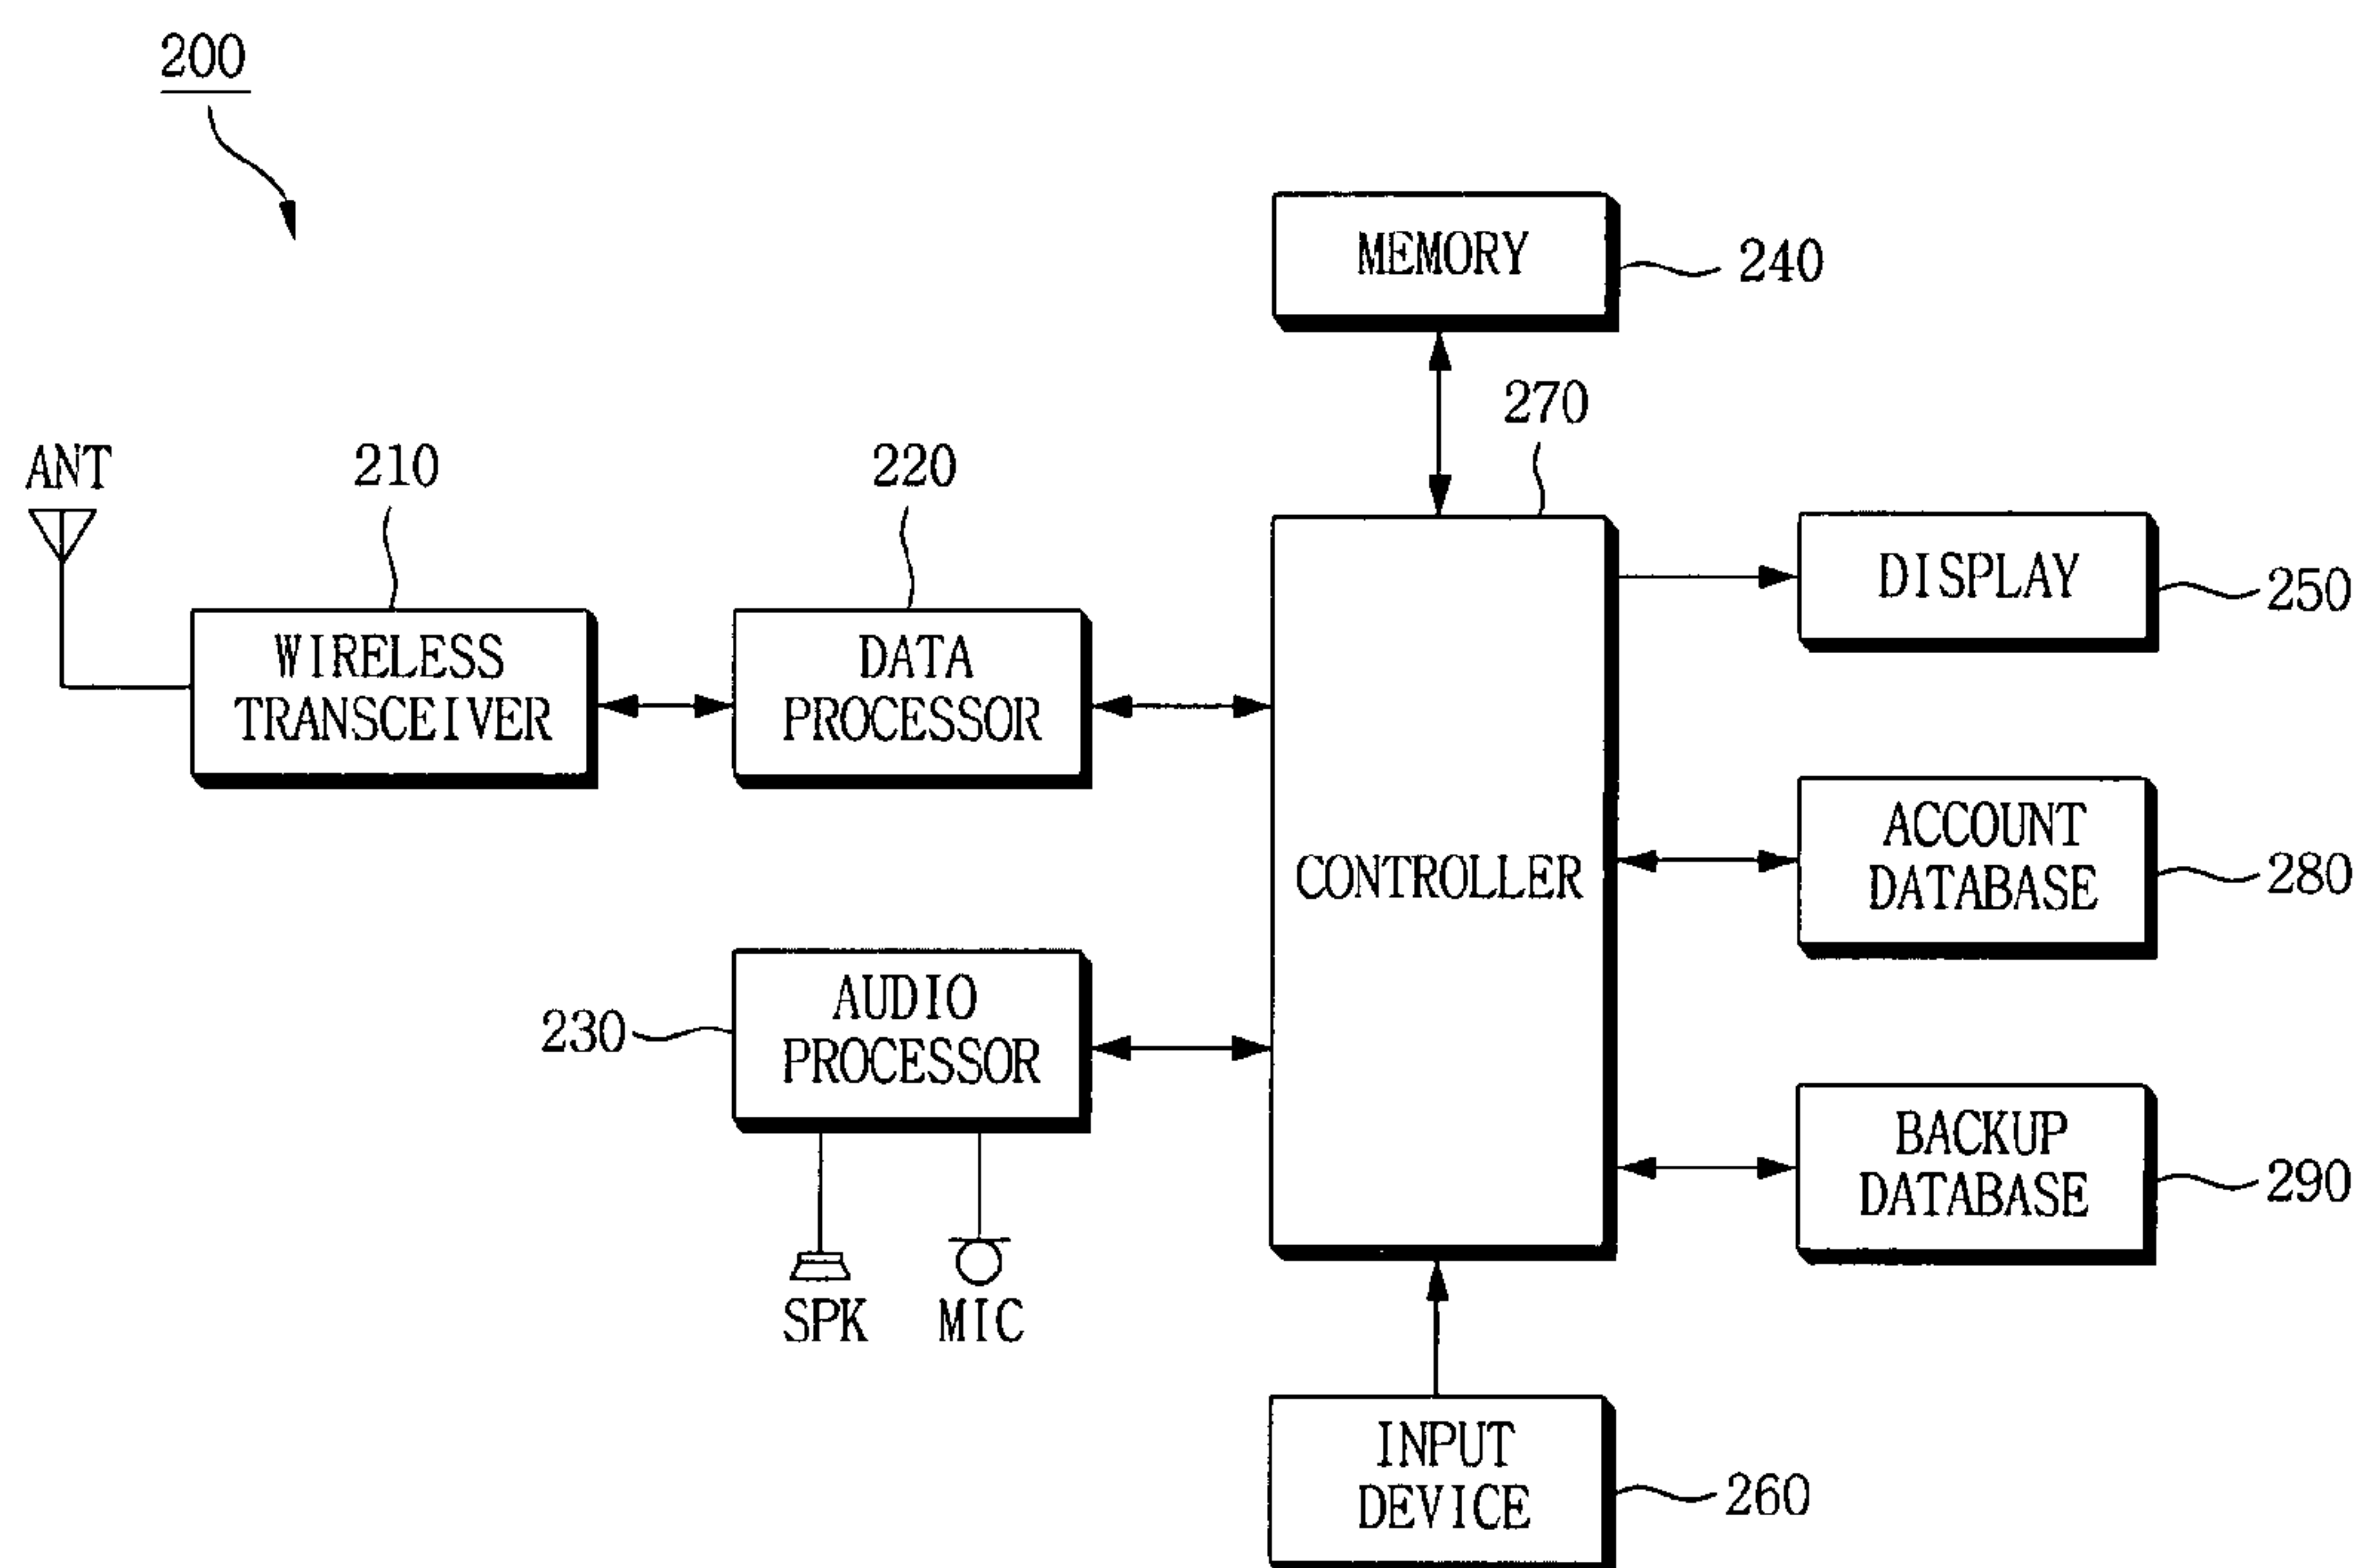 200
MEMORY
240
270
ANT
210
220
WIRELESS
TRANSCEIVER
DATA
PROCESSOR
DISPLAY
250
CONTROLLER
ACCOUNT
DATABASE
280
230
AUDIO
PROCESSOR
BACKUP
DATABASE
290
SPK
MIC
INPUT
DEVICE
260